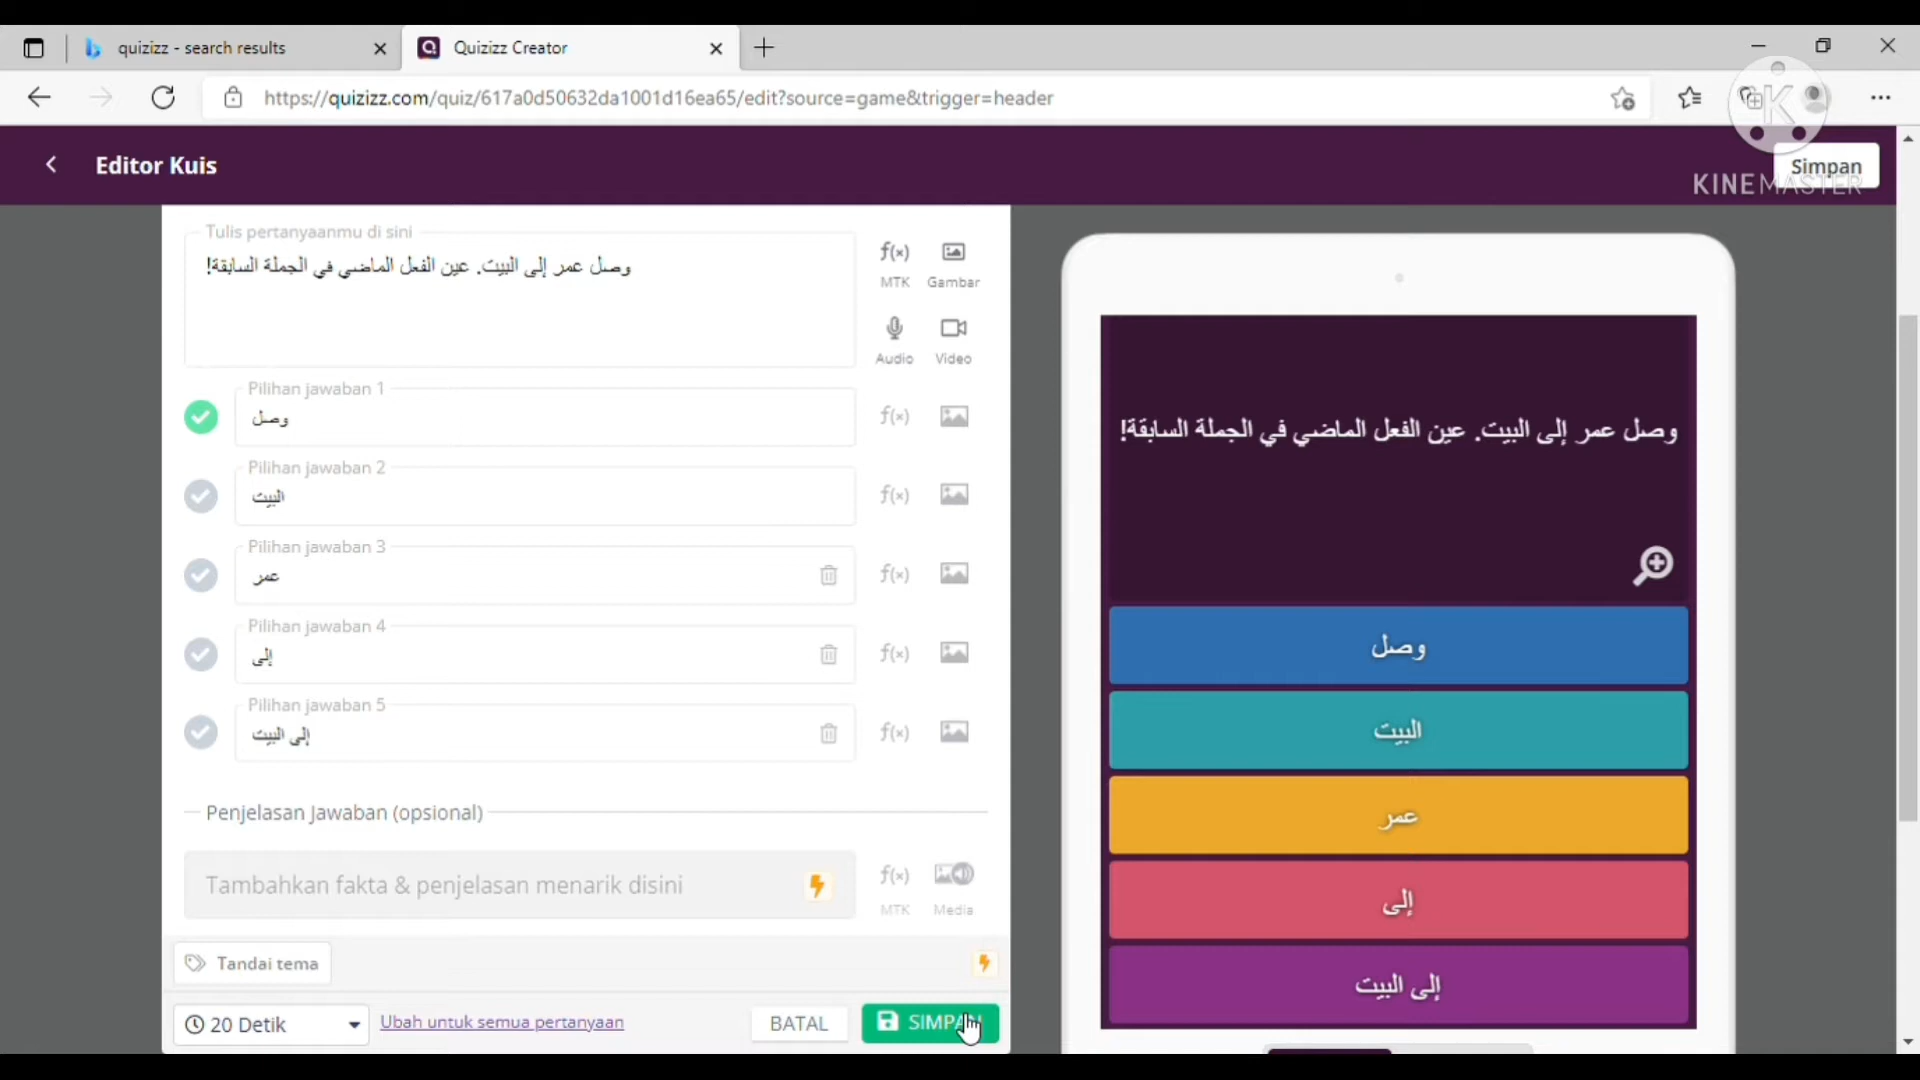 quizizz - search results
Quizizz Creator
https://quizizz.com/quiz/617a0d50632da1001d16ea65/edit?source=game&trigger=header
Editor Kuis
Simpan
KINEMASTER
Tulis pertanyaanmu di sini
وصل عمر إلى البيت. عين الفعل الماضي في الجملة السابقة!
f(x)
MTK
Gambar
Audio
Video
Pilihan jawaban 1
وصل
f(x)
Pilihan jawaban 2
البيت
f(x)
Pilihan jawaban 3
عمر
f(x)
Pilihan jawaban 4
إلى
f(x)
Pilihan jawaban 5
إلى البيت
f(x)
Penjelasan Jawaban (opsional)
Tambahkan fakta & penjelasan menarik disini
f(x)
MTK
Media
Tandai tema
20 Detik
Ubah untuk semua pertanyaan
BATAL
SIMPAN
وصل عمر إلى البيت. عين الفعل الماضي في الجملة السابقة!
وصل
البيت
عمر
إلى
إلى البيت